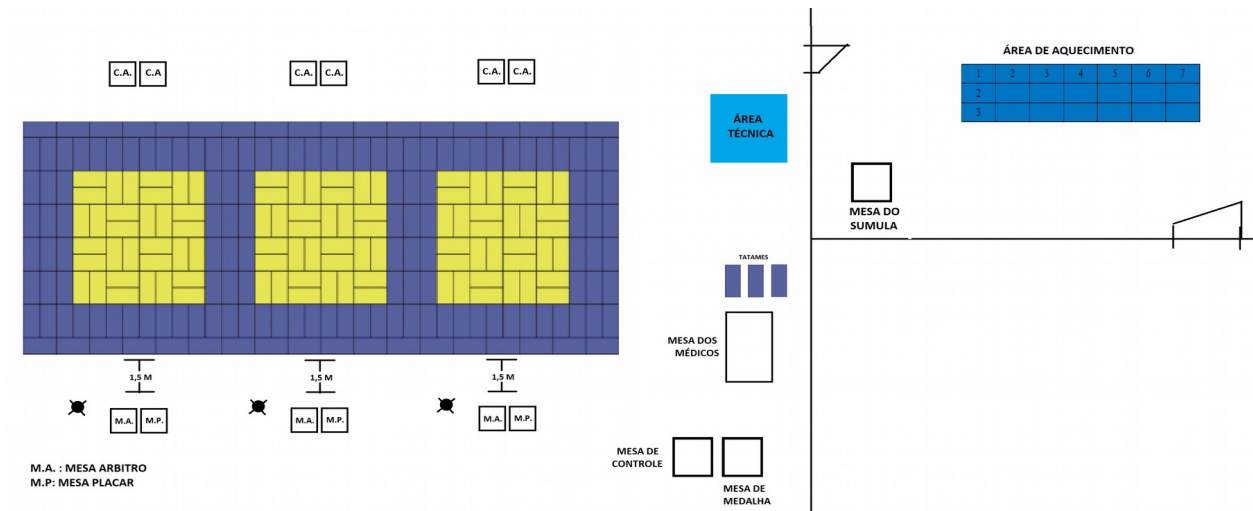 C.A. C.A C.A. C.A. C.A. C.A.
ÁREA DE AQUECIMENTO
1 2 3 4 5 6 7
2
3
ÁREA
TÉCNICA
MESA DO
SUMULA
TATAMES
MESA DOS
MÉDICOS
1,5 M 1,5 M 1,5 M
M.A. M.P. M.A. M.P. M.A. M.P.
MESA DE
CONTROLE
MESA DE
MEDALHA
M.A. : MESA ARBITRO
M.P: MESA PLACAR